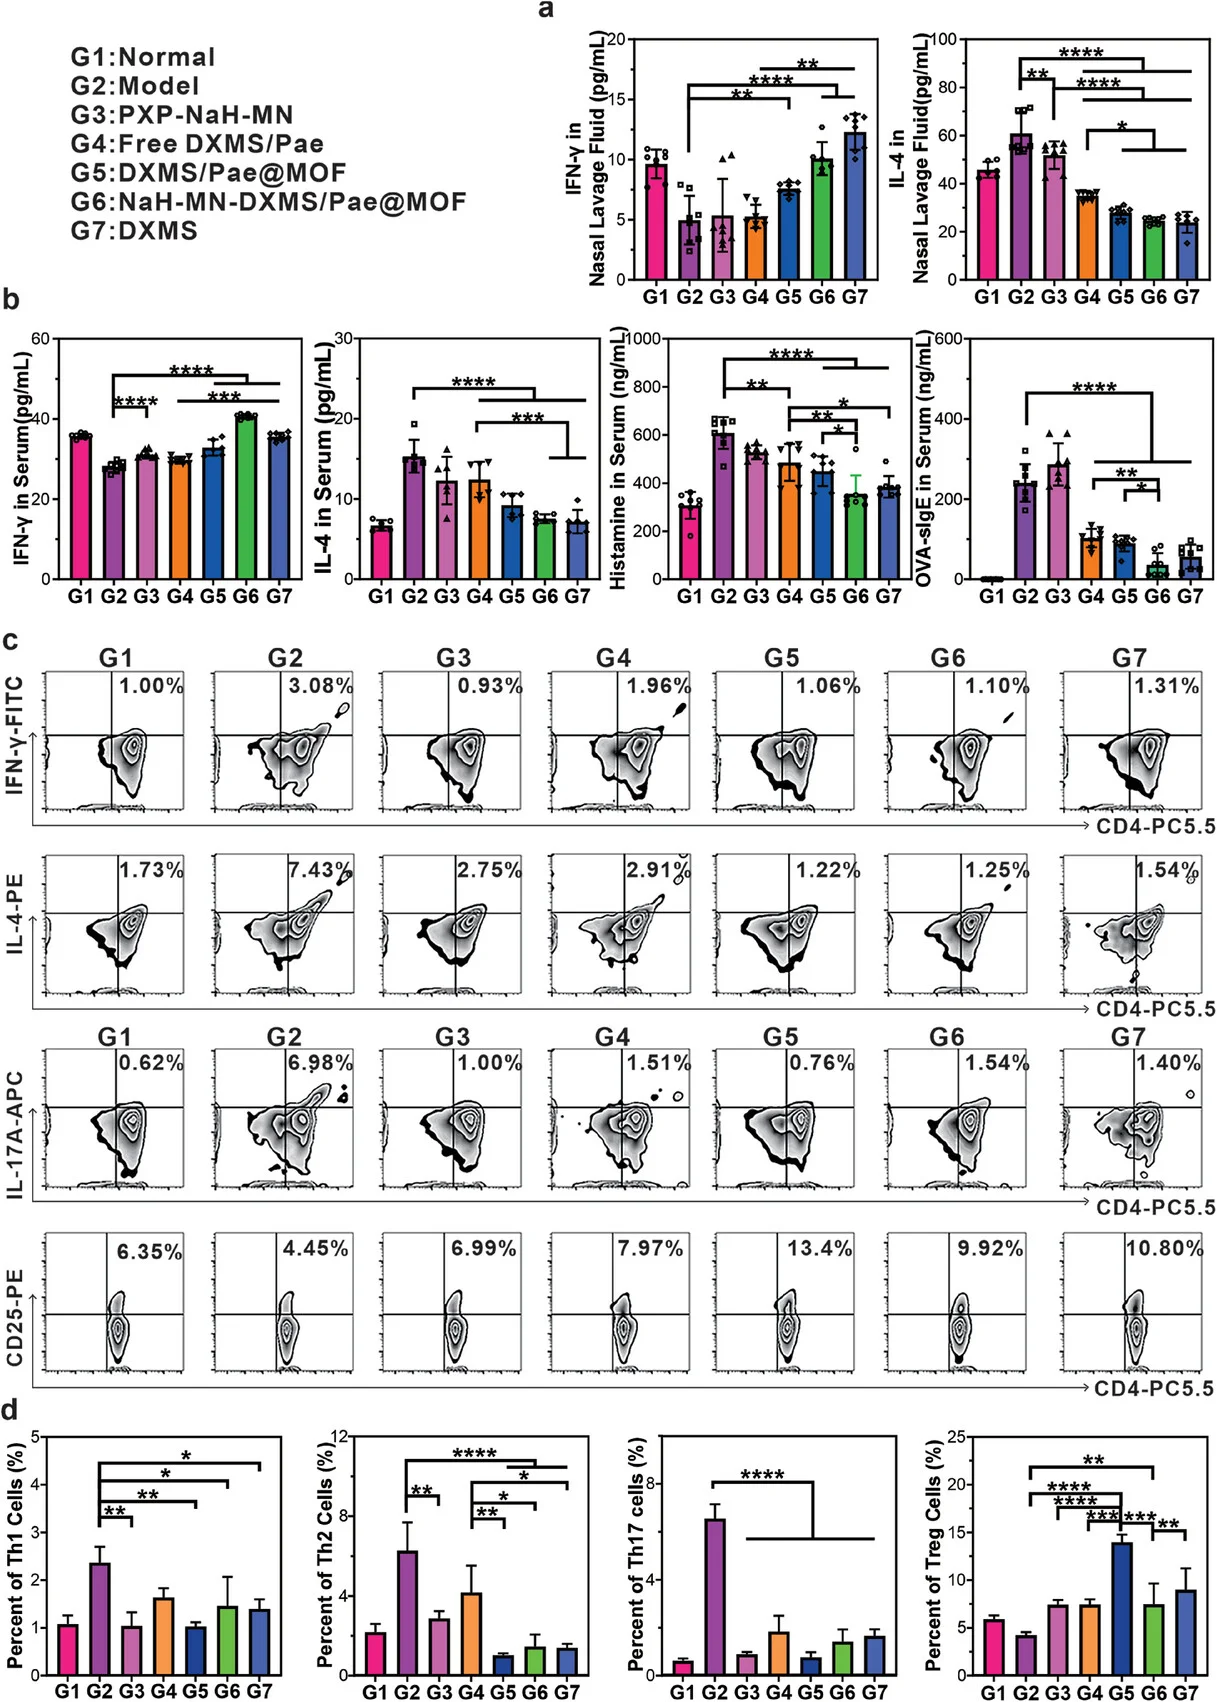 a
G1:Normal
G2:Model
G3:PXP-NaH-MN
G4:Free DXMS/Pae
G5:DXMS/Pae@MOF
G6:NaH-MN-DXMS/Pae@MOF
G7:DXMS
IFN-γ in
Nasal Lavage Fluid (pg/mL)
20
15
10
5
0
**
****
**
G1 G2 G3 G4 G5 G6 G7
IL-4 in
Nasal Lavage Fluid(pg/mL)
100
80
60
40
20
0
****
**
****
*
G1 G2 G3 G4 G5 G6 G7
b
IFN-γ in Serum(pg/mL)
60
40
20
0
****
****
***
G1 G2 G3 G4 G5 G6 G7
IL-4 in Serum (pg/mL)
30
20
10
0
****
***
G1 G2 G3 G4 G5 G6 G7
Histamine in Serum (ng/mL)
1000
800
600
400
200
0
****
**
*
**
*
G1 G2 G3 G4 G5 G6 G7
OVA-sIgE in Serum (ng/mL)
600
400
200
0
****
**
*
G1 G2 G3 G4 G5 G6 G7
c
G1 G2 G3 G4 G5 G6 G7
IFN-γ-FITC
1.00% 3.08% 0.93% 1.96% 1.06% 1.10% 1.31%
CD4-PC5.5
IL-4-PE
1.73% 7.43% 2.75% 2.91% 1.22% 1.25% 1.54%
CD4-PC5.5
G1 G2 G3 G4 G5 G6 G7
IL-17A-APC
0.62% 6.98% 1.00% 1.51% 0.76% 1.54% 1.40%
CD4-PC5.5
CD25-PE
6.35% 4.45% 6.99% 7.97% 13.4% 9.92% 10.80%
CD4-PC5.5
d
Percent of Th1 Cells (%)
5
4
3
2
1
0
*
*
**
**
G1 G2 G3 G4 G5 G6 G7
Percent of Th2 Cells (%)
12
8
4
0
****
*
**
*
**
G1 G2 G3 G4 G5 G6 G7
Percent of Th17 cells (%)
8
4
0
****
G1 G2 G3 G4 G5 G6 G7
Percent of Treg Cells (%)
25
20
15
10
5
0
**
****
****
***
***
**
G1 G2 G3 G4 G5 G6 G7